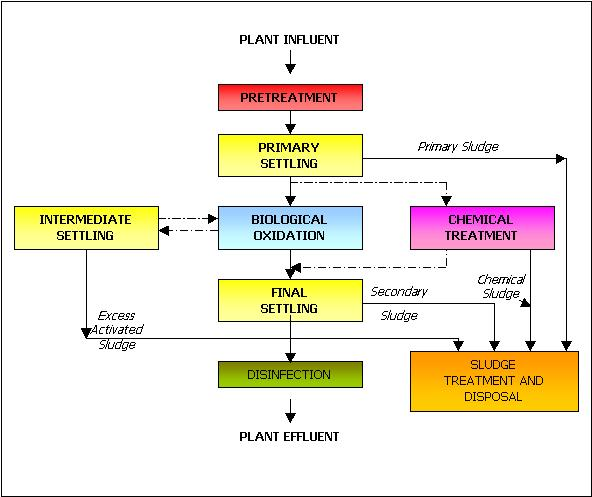 PLANT INFLUENT
PRETREATMENT
PRIMARY
SETTLING
Primary Sludge
INTERMEDIATE
SETTLING
BIOLOGICAL
OXIDATION
CHEMICAL
TREATMENT
Chemical
Sludge
FINAL
SETTLING
Secondary
Sludge
Excess
Activated
Sludge
DISINFECTION
SLUDGE
TREATMENT AND
DISPOSAL
PLANT EFFLUENT